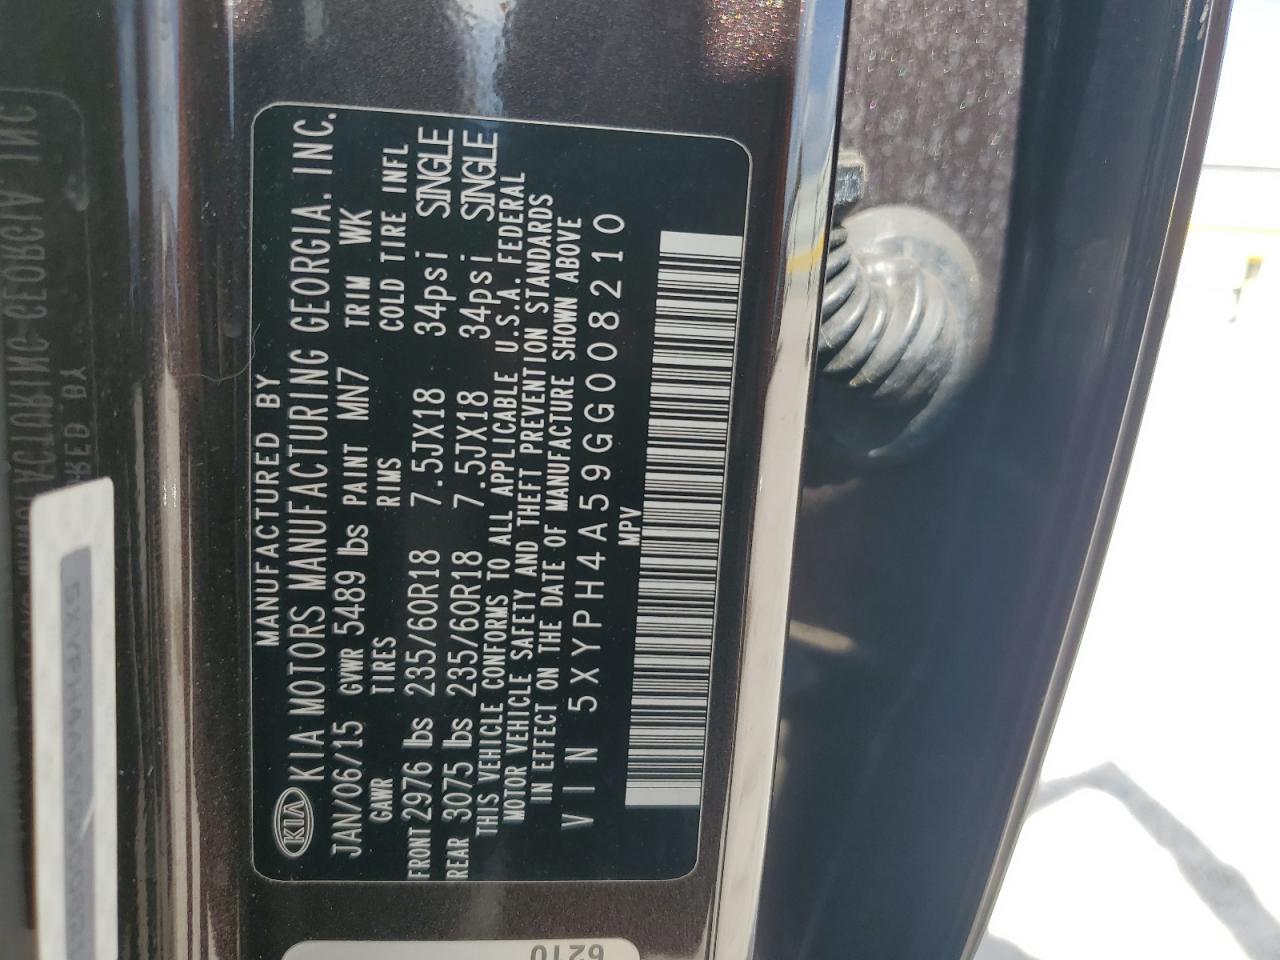 MANUFACTURED BY
KIA KIA MOTORS MANUFACTURING GEORGIA, INC.
JAN/06/15 GVWR 5489 lbs PAINT MN7 TRIM WK
GAWR TIRES RIMS COLD TIRE INFL
FRONT 2976 lbs 235/60R18 7.5JX18 34psi SINGLE
REAR 3075 lbs 235/60R18 7.5JX18 34psi SINGLE
THIS VEHICLE CONFORMS TO ALL APPLICABLE U.S.A. FEDERAL
MOTOR VEHICLE SAFETY AND THEFT PREVENTION STANDARDS
IN EFFECT ON THE DATE OF MANUFACTURE SHOWN ABOVE
VIN 5XYPH4A59GG008210
MPV